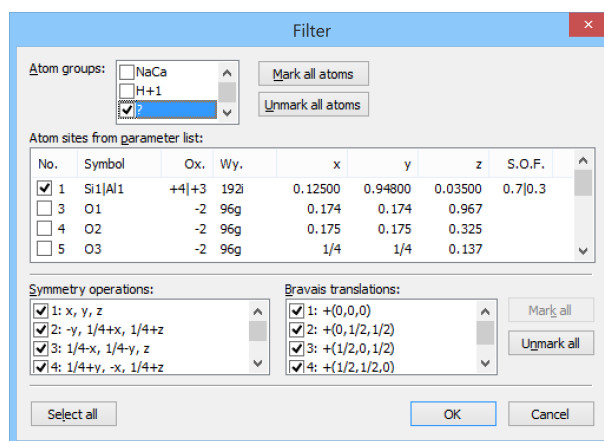 Filter
Atom groups:
NaCa
H+1
?
Mark all atoms
Unmark all atoms
Atom sites from parameter list:
No. Symbol Ox. Wy. x y z S.O.F.
1 Si1|Al1 +4|+3 192i 0.12500 0.94800 0.03500 0.7|0.3
3 O1 -2 96g 0.174 0.174 0.967
4 O2 -2 96g 0.175 0.175 0.325
5 O3 -2 96g 1/4 1/4 0.137
Symmetry operations:
1: x, y, z
2: -y, 1/4+x, 1/4+z
3: 1/4-x, 1/4-y, z
4: 1/4+y, -x, 1/4+z
Bravais translations:
1: +(0,0,0)
2: +(0,1/2,1/2)
3: +(1/2,0,1/2)
4: +(1/2,1/2,0)
Mark all
Unmark all
Select all
OK
Cancel